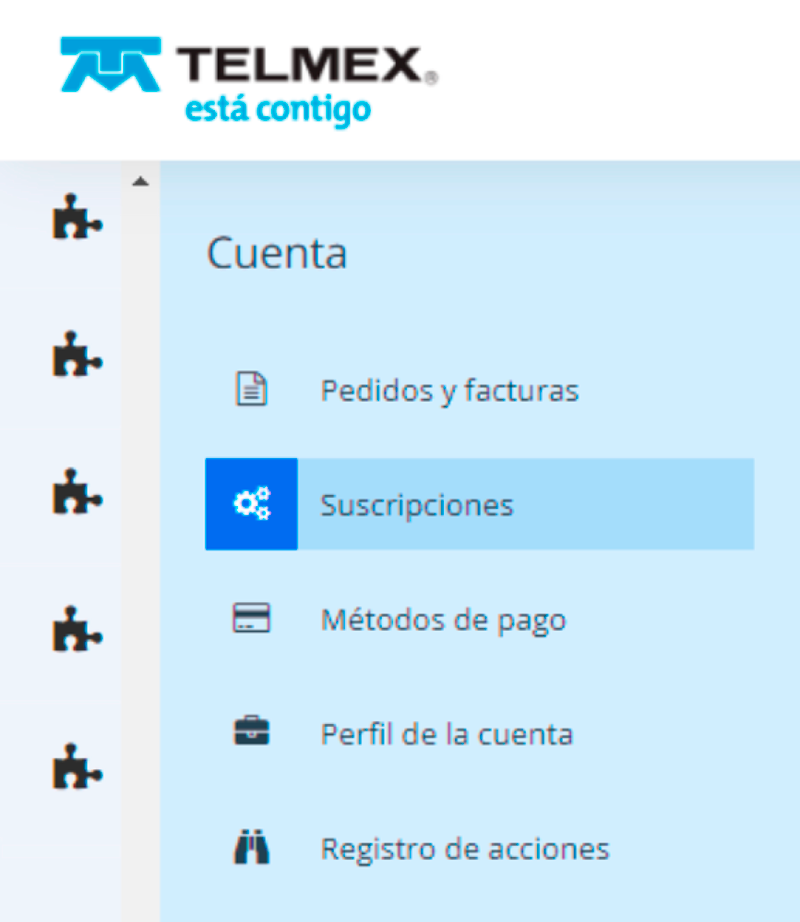 TELMEX®
está contigo
Cuenta
Pedidos y facturas
Suscripciones
Métodos de pago
Perfil de la cuenta
Registro de acciones